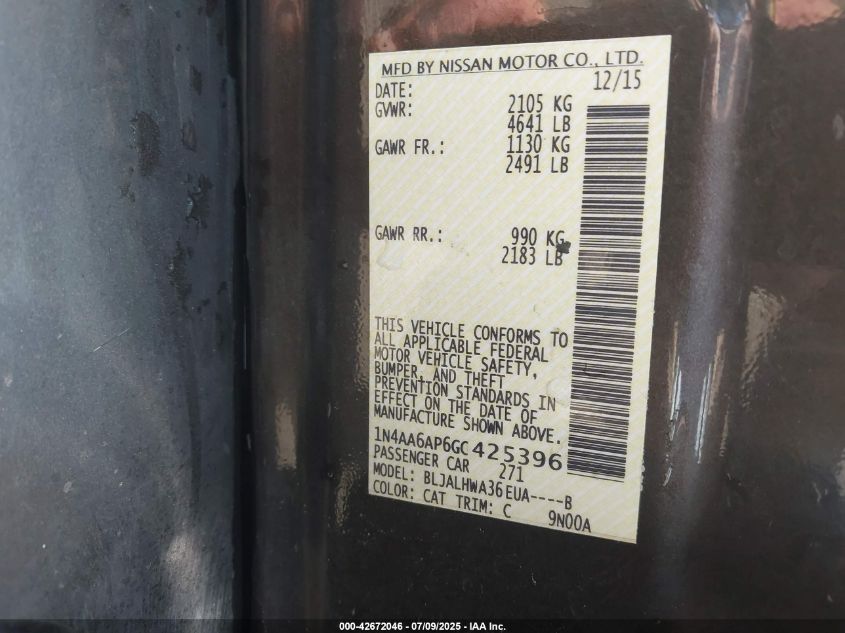 MFD BY NISSAN MOTOR CO., LTD.
DATE: 12/15
GVWR: 2105 KG
4641 LB
GAWR FR.: 1130 KG
2491 LB
GAWR RR.: 990 KG
2183 LB
THIS VEHICLE CONFORMS TO
ALL APPLICABLE FEDERAL
MOTOR VEHICLE SAFETY,
BUMPER, AND THEFT
PREVENTION STANDARDS IN
EFFECT ON THE DATE OF
MANUFACTURE SHOWN ABOVE.
1N4AA6AP6GC425396
PASSENGER CAR 271
MODEL: BLJALHWA36EUA----B
COLOR: CAT TRIM: C 9N00A
000-42672046 - 07/09/2025 - IAA Inc.